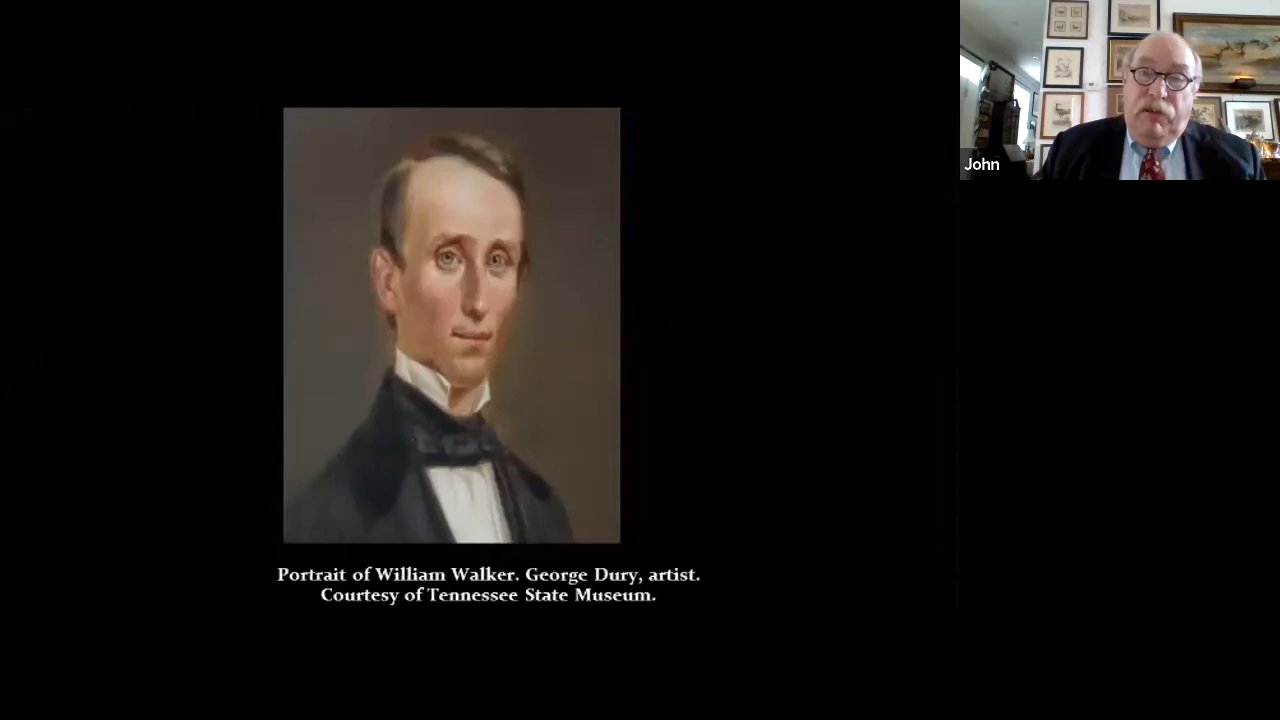 John
Portrait of William Walker. George Dury, artist.
Courtesy of Tennessee State Museum.